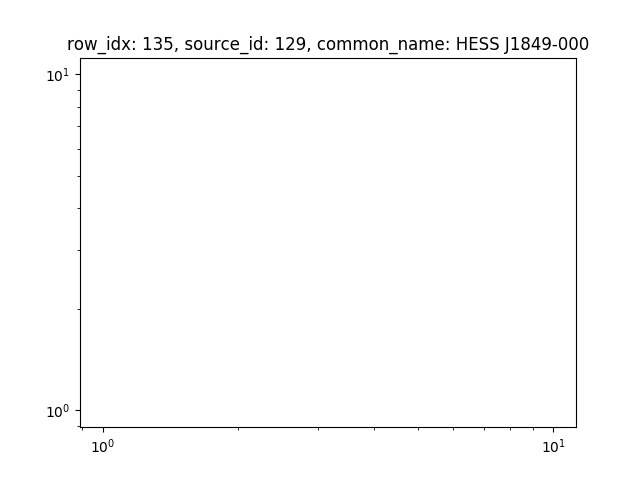 row_idx: 135, source_id: 129, common_name: HESS J1849-000
10¹
10⁰
10⁰ 10¹